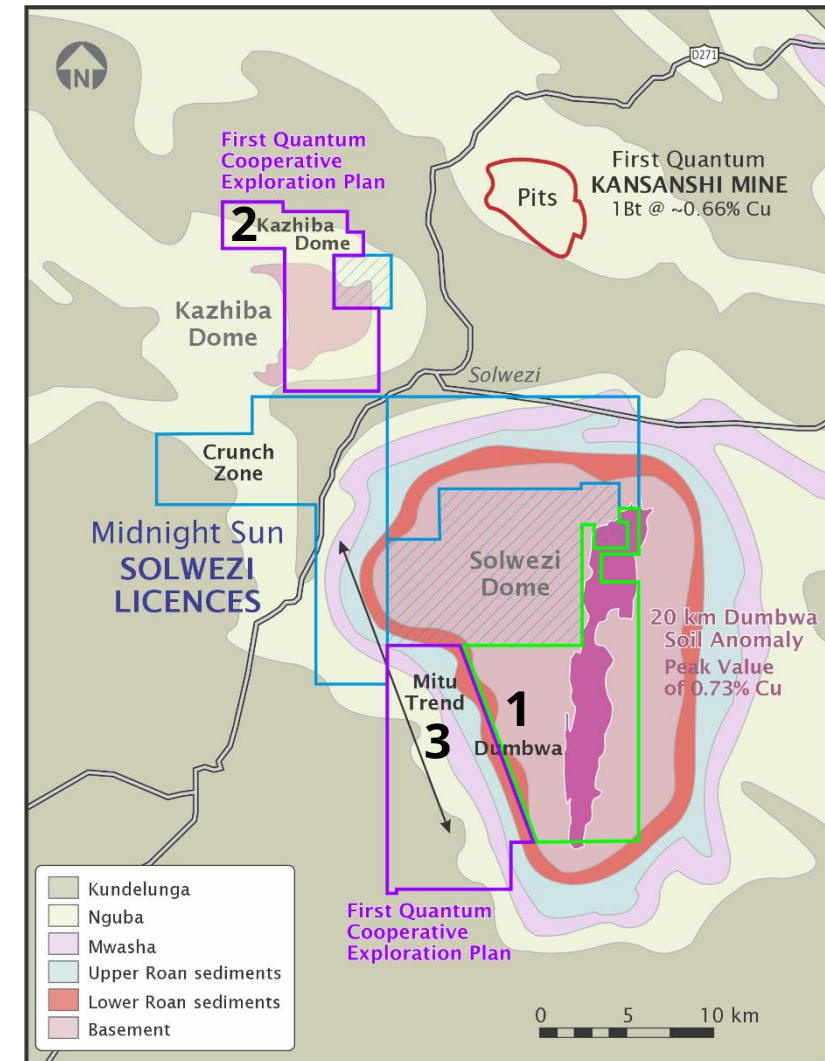 N
D271
First Quantum
Cooperative
Exploration Plan
2
Kazhiba
Dome
Pits
First Quantum
KANSANSHI MINE
1Bt @ ~0.66% Cu
Kazhiba
Dome
Solwezi
Crunch
Zone
Midnight Sun
SOLWEZI
LICENCES
Solwezi
Dome
20 km Dumbwa
Soil Anomaly
Peak Value
of 0.73% Cu
Mitu
Trend
3
1
Dumbwa
Kundelunga
Nguba
Mwasha
Upper Roan sediments
Lower Roan sediments
Basement
First Quantum
Cooperative
Exploration Plan
0 5 10 km